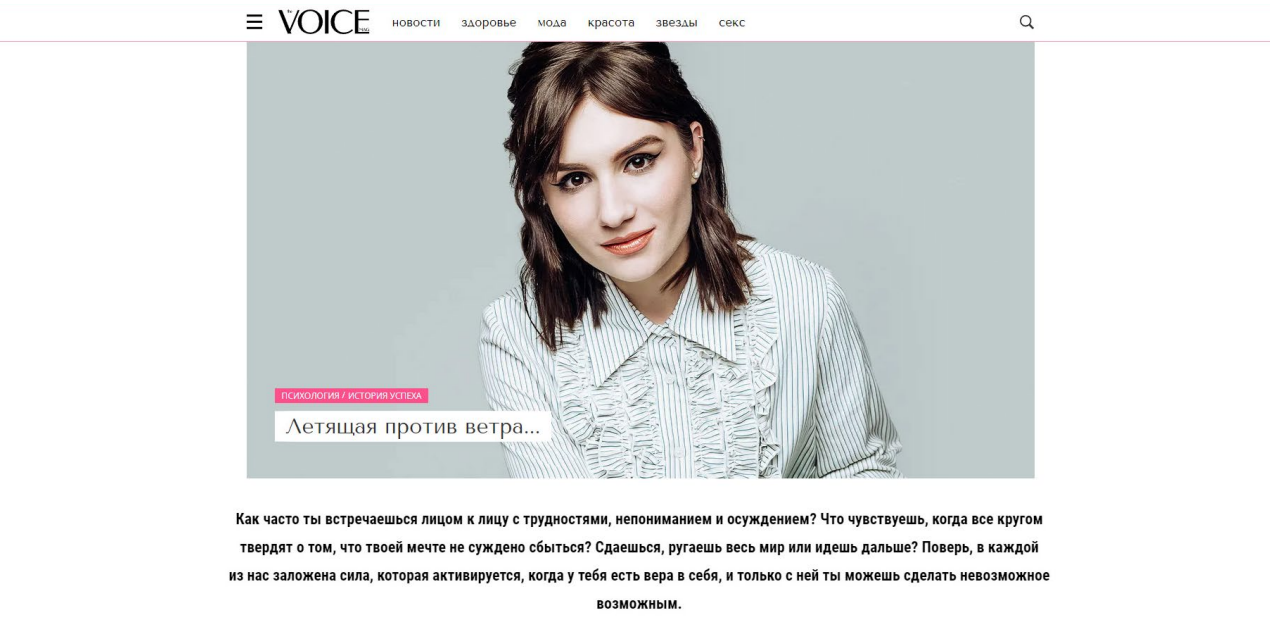 The VOICE MAG новости здоровье мода красота звезды секс
ПСИХОЛОГИЯ / ИСТОРИЯ УСПЕХА
Летящая против ветра...
Как часто ты встречаешься лицом к лицу с трудностями, непониманием и осуждением? Что чувствуешь, когда все кругом
твердят о том, что твоей мечте не суждено сбыться? Сдаешься, ругаешь весь мир или идешь дальше? Поверь, в каждой
из нас заложена сила, которая активируется, когда у тебя есть вера в себя, и только с ней ты можешь сделать невозможное
возможным.